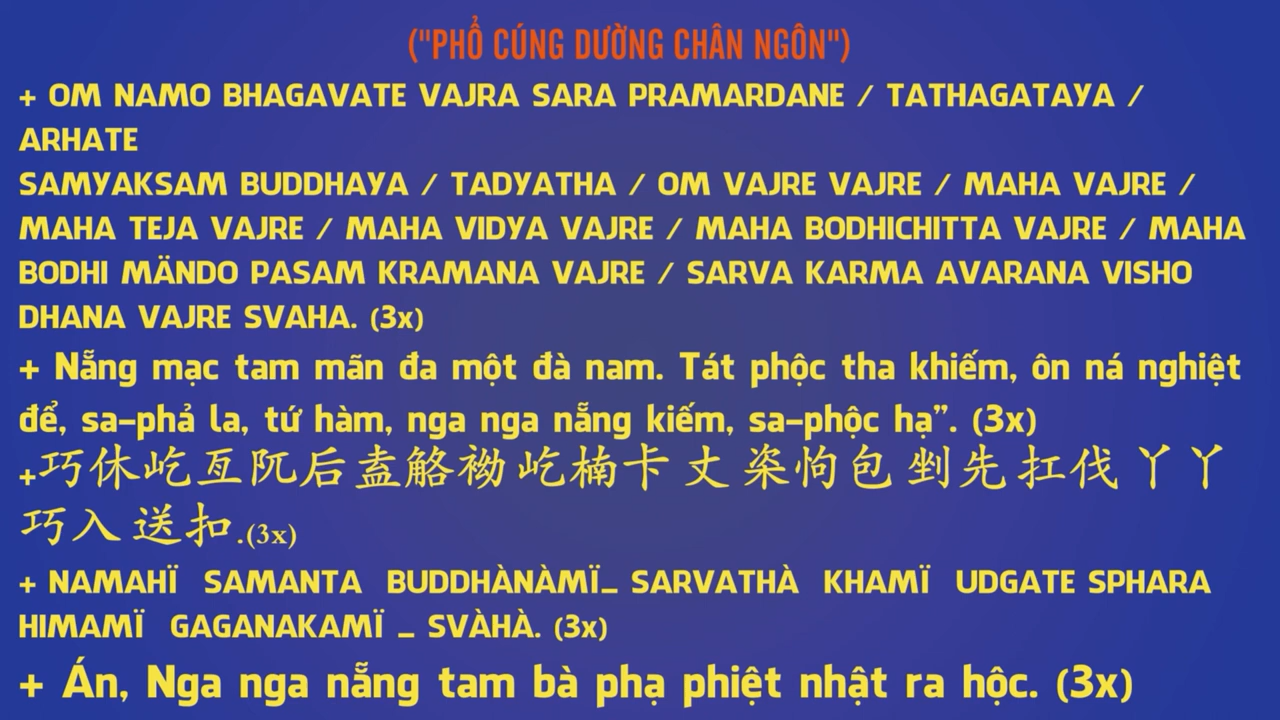 ("PHỔ CÚNG DƯỜNG CHÂN NGÔN")
+ OM NAMO BHAGAVATE VAJRA SARA PRAMARDANE / TATHAGATAYA /
ARHATE
SAMYAKSAM BUDDHAYA / TADYATHA / OM VAJRE VAJRE / MAHA VAJRE /
MAHA TEJA VAJRE / MAHA VIDYA VAJRE / MAHA BODHICHITTA VAJRE / MAHA
BODHI MÄNDO PASAM KRAMANA VAJRE / SARVA KARMA AVARANA VISHO
DHANA VAJRE SVAHA. (3x)
+ Nẵng mạc tam mãn đa một đà nam. Tát phộc tha khiếm, ôn ná nghiệt
để, sa-phả la, tứ hàm, nga nga nẵng kiếm, sa-phộc hạ”. (3x)
+巧休屹亙阢后盍觡袎屹楠卡丈栥怐包剉先扛伐丫丫
巧入送扣.(3x)
+ NAMAHÏ SAMANTA BUDDHÀNÀMÏ_ SARVATHÀ KHAMÏ UDGATE SPHARA
HIMAMÏ GAGANAKAMÏ _ SVÀHÀ. (3x)
+ Án, Nga nga nẵng tam bà phạ phiệt nhật ra hộc. (3x)